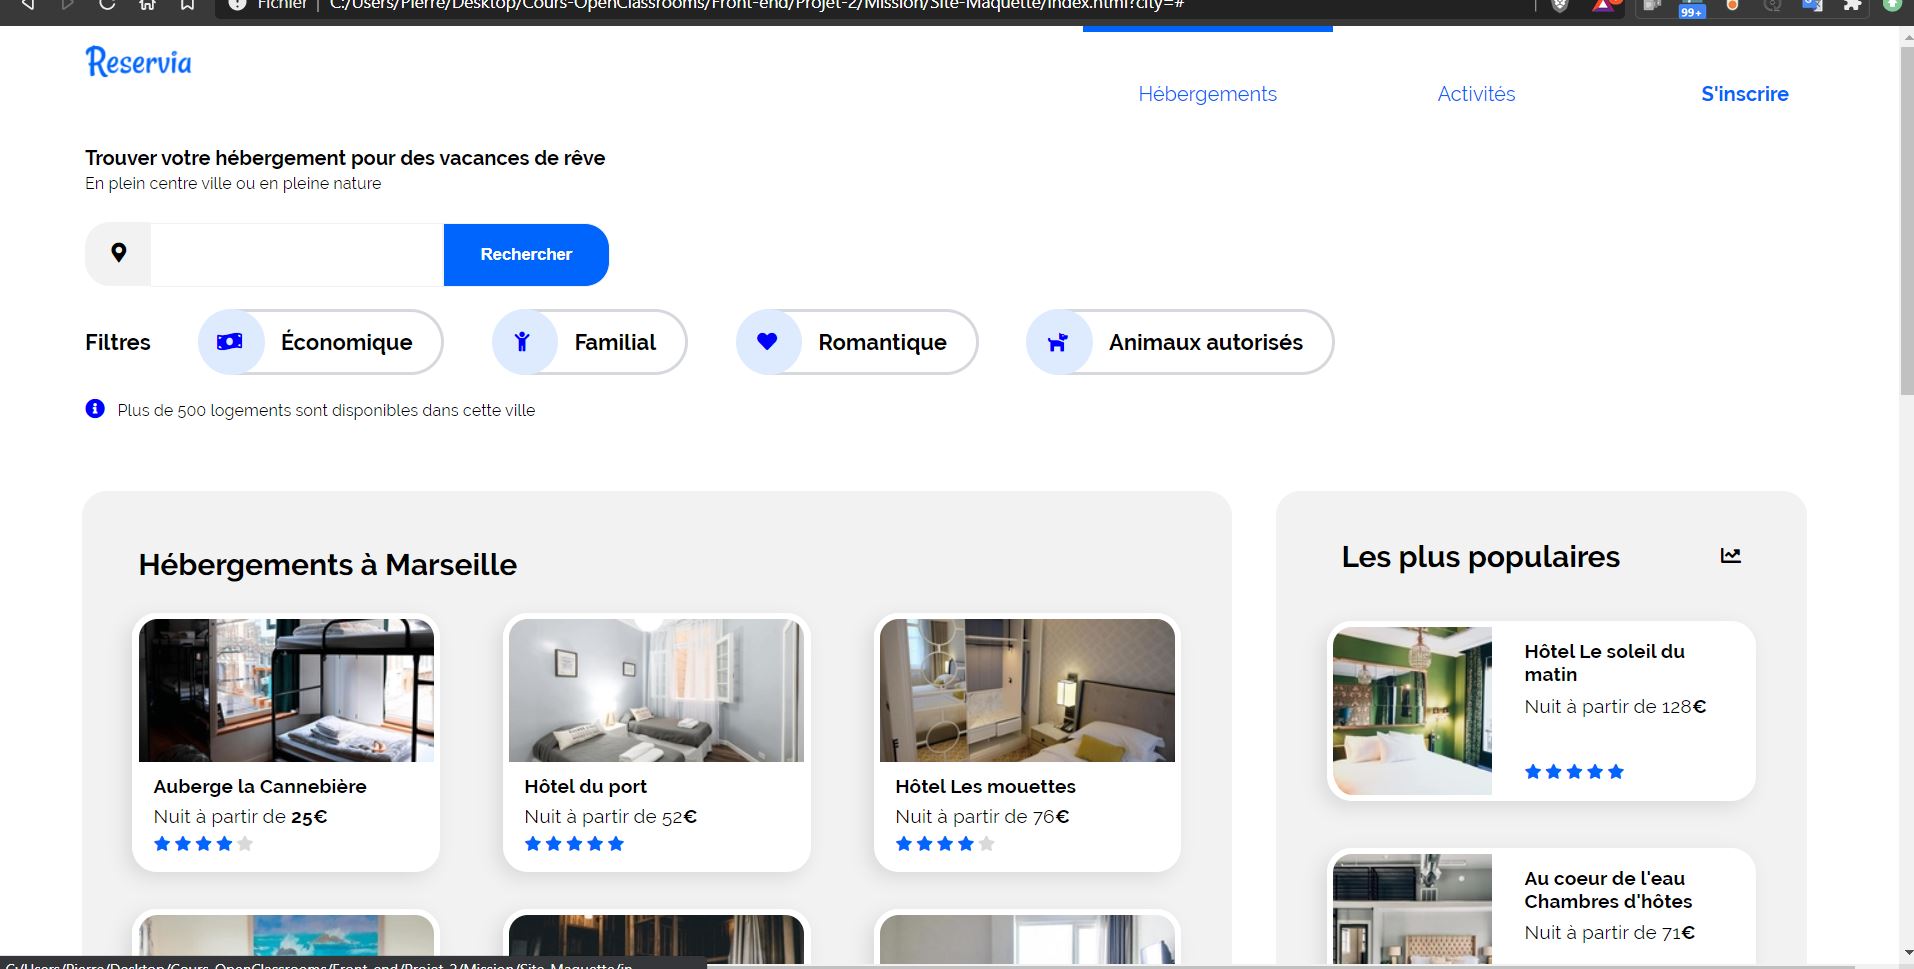 Fichier | C:/Users/Pierre/Desktop/Cours-OpenClassrooms/Front-end/Projet-2/Mission/Site-Maquette/index.html?city=#
99+
Reservia
Hébergements
Activités
S'inscrire
Trouver votre hébergement pour des vacances de rêve
En plein centre ville ou en pleine nature
Rechercher
Filtres
Économique
Familial
Romantique
Animaux autorisés
Plus de 500 logements sont disponibles dans cette ville
Hébergements à Marseille
Auberge la Cannebière
Nuit à partir de 25€
Hôtel du port
Nuit à partir de 52€
Hôtel Les mouettes
Nuit à partir de 76€
Les plus populaires
Hôtel Le soleil du
matin
Nuit à partir de 128€
Au coeur de l'eau
Chambres d'hôtes
Nuit à partir de 71€
C:/Users/Pierre/Desktop/Cours-OpenClassrooms/Front-end/Projet-2/Mission/Site-Maquette/in...